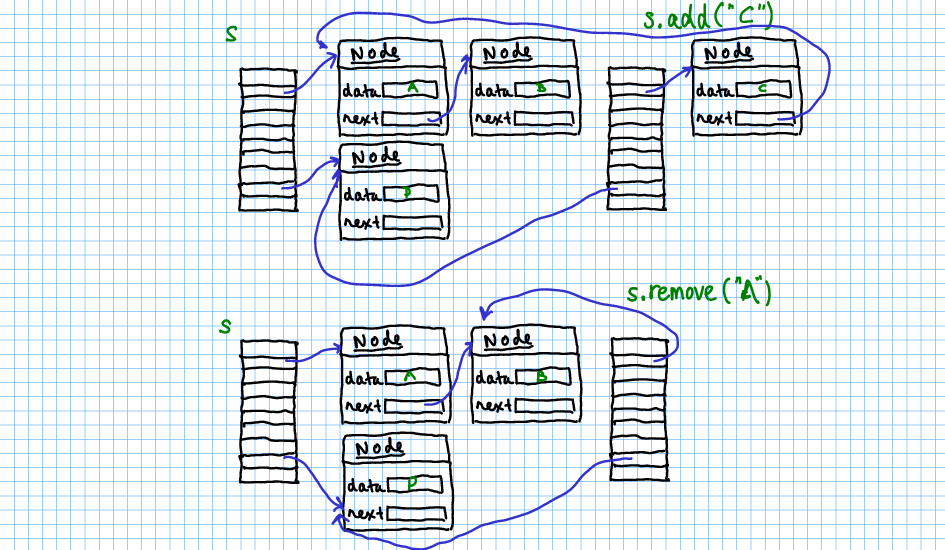 s.add("C")
s
Node
Node
Node
data A
data B
data C
next
next
next
Node
data D
next
s.remove("A")
s
Node
Node
data A
data B
next
next
Node
data D
next